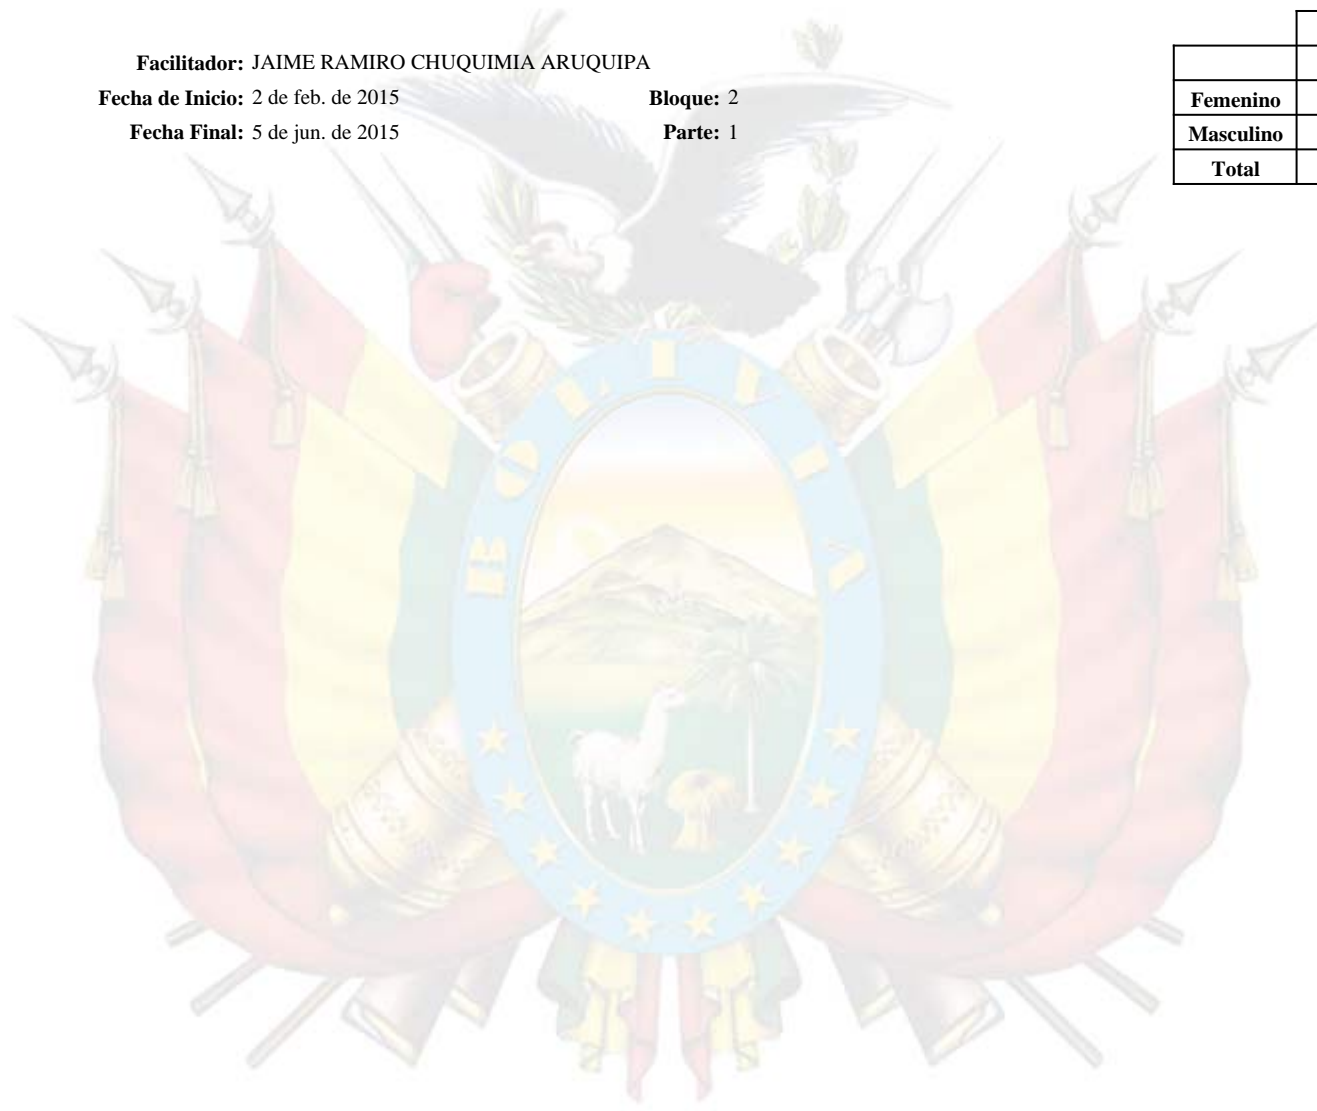 Facilitador: JAIME RAMIRO CHUQUIMIA ARUQUIPA
Fecha de Inicio: 2 de feb. de 2015 Bloque: 2
Fecha Final: 5 de jun. de 2015 Parte: 1
Femenino
Masculino
Total
BOLIVIA